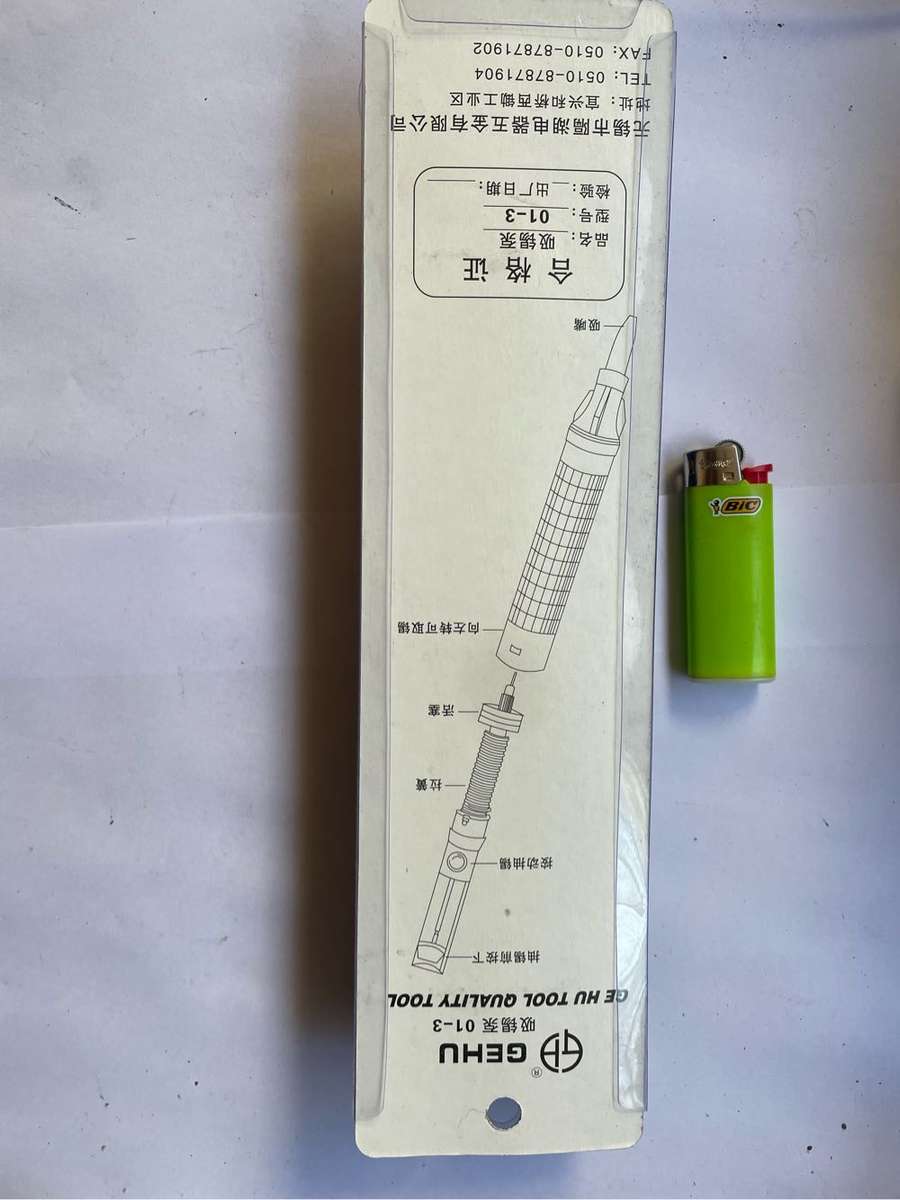 GEHU®
吸锡泵 01-3
GE HU TOOL QUALITY TOOL
抽锡前按下
按动抽锡
拉簧
活塞
向左转可取锡
吸嘴
合格证
品名: 吸锡泵
型号: 01-3
检验: 出厂日期:
无锡市隔湖电器五金有限公司
地址: 宜兴和桥西锄工业区
TEL: 0510-87871904
FAX: 0510-87871902
BIC